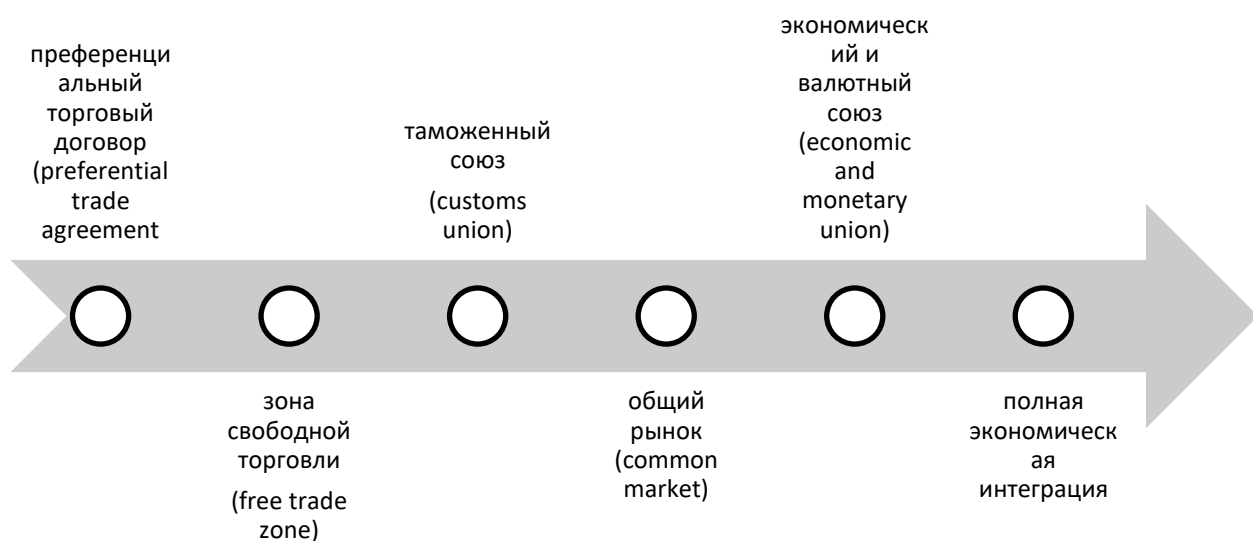 преференци
альный
торговый
договор
(preferential
trade
agreement
зона
свободной
торговли
(free trade
zone)
таможенный
союз
(customs
union)
общий
рынок
(common
market)
экономическ
ий и
валютный
союз
(economic
and
monetary
union)
полная
экономическ
ая
интеграция